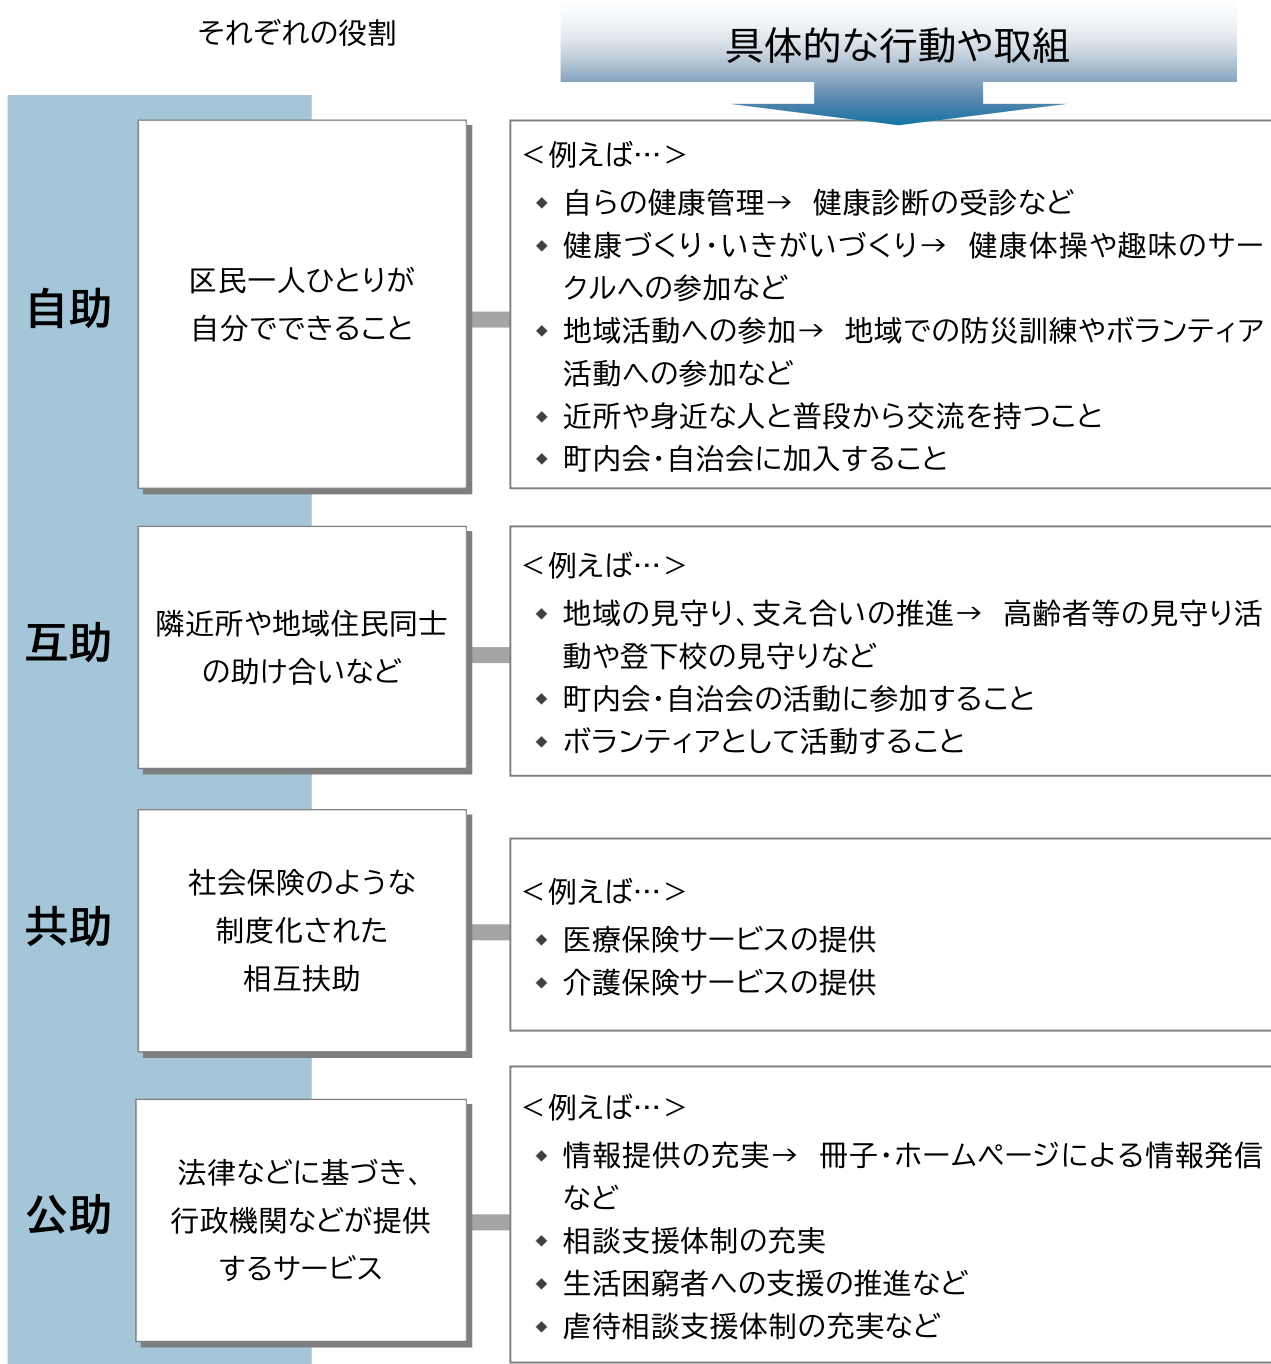 それぞれの役割
具体的な行動や取組
自助
区民一人ひとりが
自分でできること
＜例えば…＞
◆ 自らの健康管理→ 健康診断の受診など
◆ 健康づくり・いきがいづくり→ 健康体操や趣味のサー
クルへの参加など
◆ 地域活動への参加→ 地域での防災訓練やボランティア
活動への参加など
◆ 近所や身近な人と普段から交流を持つこと
◆ 町内会・自治会に加入すること
互助
隣近所や地域住民同士
の助け合いなど
＜例えば…＞
◆ 地域の見守り、支え合いの推進→ 高齢者等の見守り活
動や登下校の見守りなど
◆ 町内会・自治会の活動に参加すること
◆ ボランティアとして活動すること
共助
社会保険のような
制度化された
相互扶助
＜例えば…＞
◆ 医療保険サービスの提供
◆ 介護保険サービスの提供
公助
法律などに基づき、
行政機関などが提供
するサービス
＜例えば…＞
◆ 情報提供の充実→ 冊子・ホームページによる情報発信
など
◆ 相談支援体制の充実
◆ 生活困窮者への支援の推進など
◆ 虐待相談支援体制の充実など